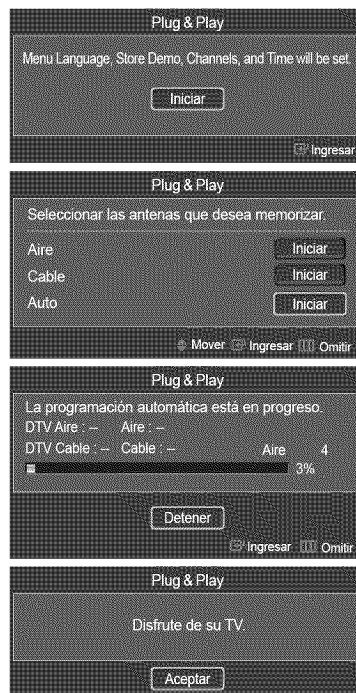 Plug & Play
Menu Language, Store Demo, Channels, and Time will be set.
Iniciar
Ingresar
Plug & Play
Seleccionar las antenas que desea memorizar.
Aire Iniciar
Cable Iniciar
Auto Iniciar
Mover Ingresar Omitir
Plug & Play
La programación automática está en progreso.
DTV Aire : -- Aire : --
DTV Cable : -- Cable : -- Aire 4
3%
Detener
Ingresar Omitir
Plug & Play
Disfrute de su TV.
Aceptar